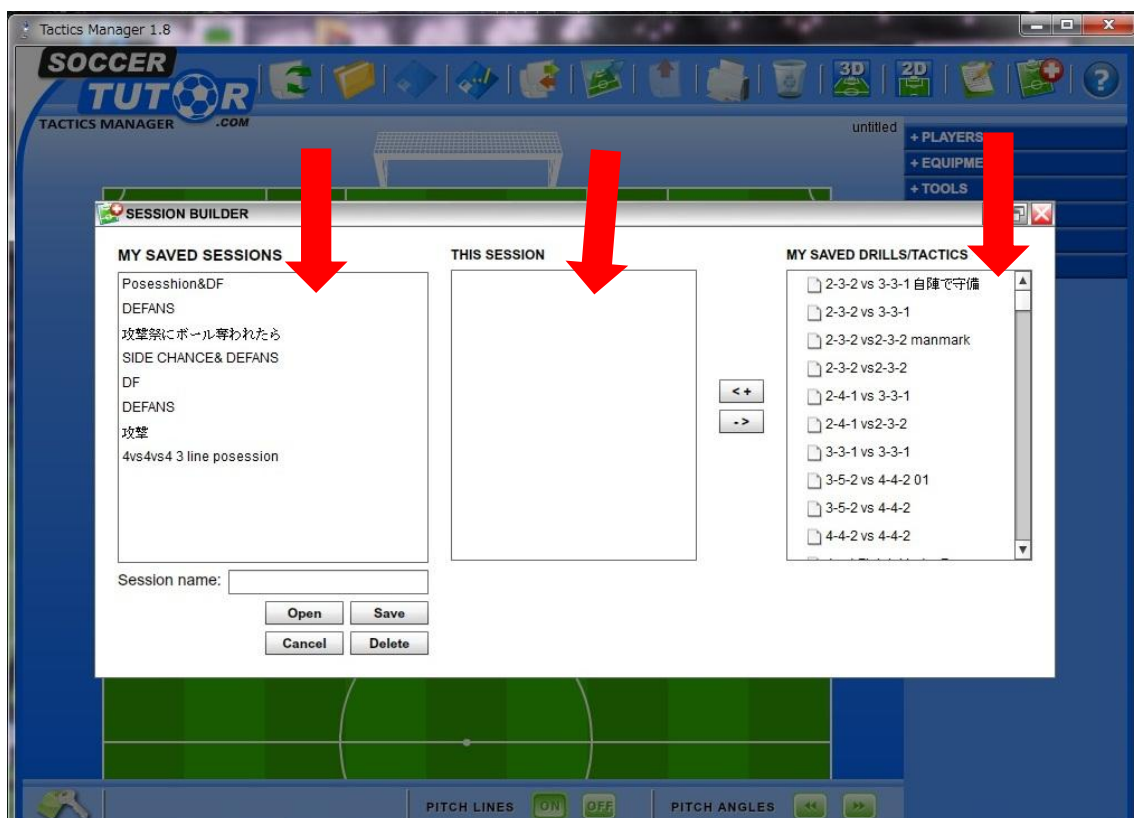 Tactics Manager 1.8
SOCCER
TUTOR
TACTICS MANAGER .COM
3D
2D
?
untitled
+ PLAYERS
+ EQUIPME
+ TOOLS
SESSION BUILDER
MY SAVED SESSIONS
Posesshion&DF
DEFANS
攻撃祭にボール奪われたら
SIDE CHANCE& DEFANS
DF
DEFANS
攻撃
4vs4vs4 3 line posession
Session name:
Open
Save
Cancel
Delete
THIS SESSION
<+
->
MY SAVED DRILLS/TACTICS
2-3-2 vs 3-3-1 自陣で守備
2-3-2 vs 3-3-1
2-3-2 vs2-3-2 manmark
2-3-2 vs2-3-2
2-4-1 vs 3-3-1
2-4-1 vs2-3-2
3-3-1 vs 3-3-1
3-5-2 vs 4-4-2 01
3-5-2 vs 4-4-2
4-4-2 vs 4-4-2
PITCH LINES ON OFF PITCH ANGLES